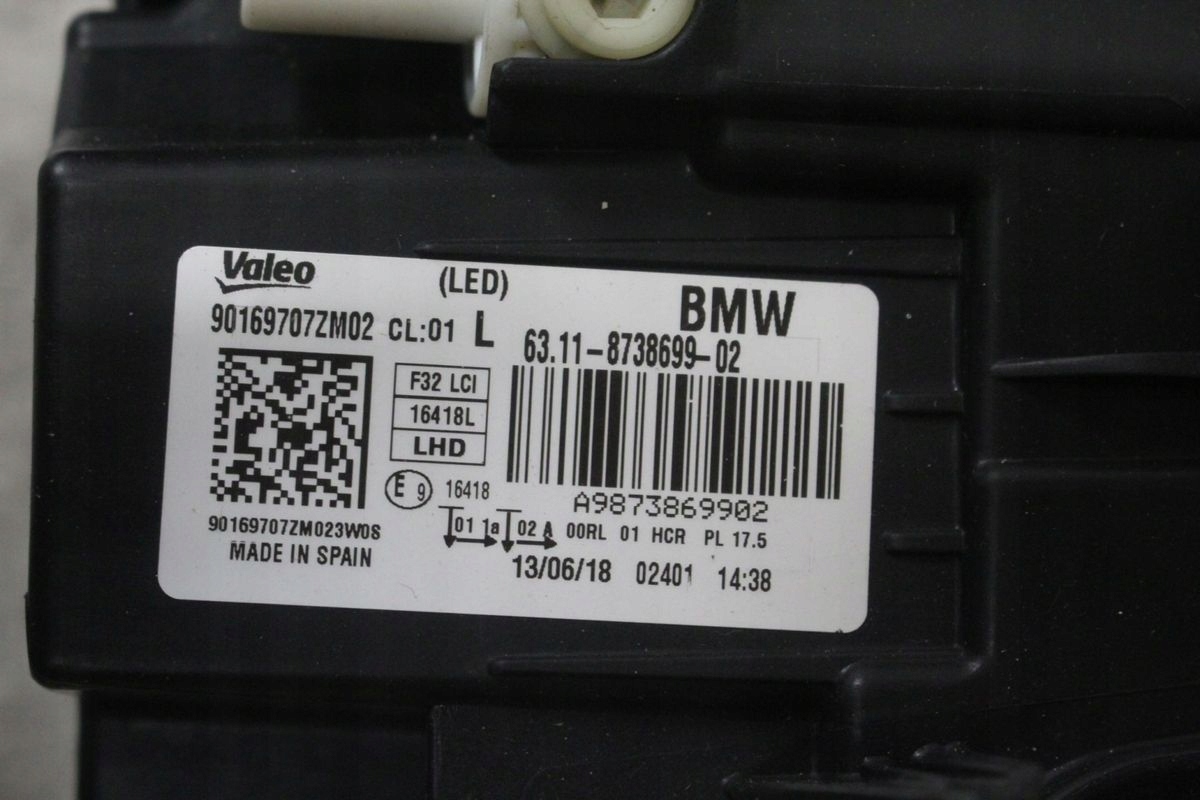 Valeo (LED) BMW
90169707ZM02 CL:01 L 63.11-8738699-02
F32 LCI
16418L
LHD
E 9 16418
A9873869902
90169707ZM023W0S
01 1a 02 A 00RL 01 HCR PL 17.5
MADE IN SPAIN
13/06/18 02401 14:38